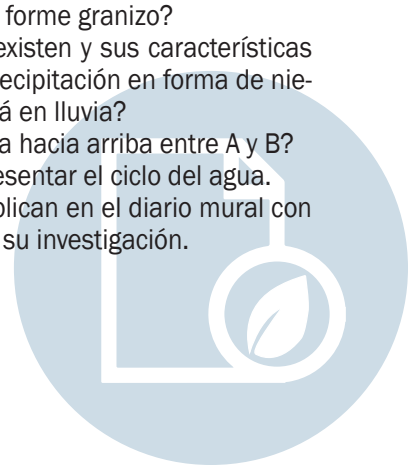 forme granizo?
existen y sus características
ecipitación en forma de nie-
á en lluvia?
a hacia arriba entre A y B?
esentar el ciclo del agua.
plican en el diario mural con
su investigación.